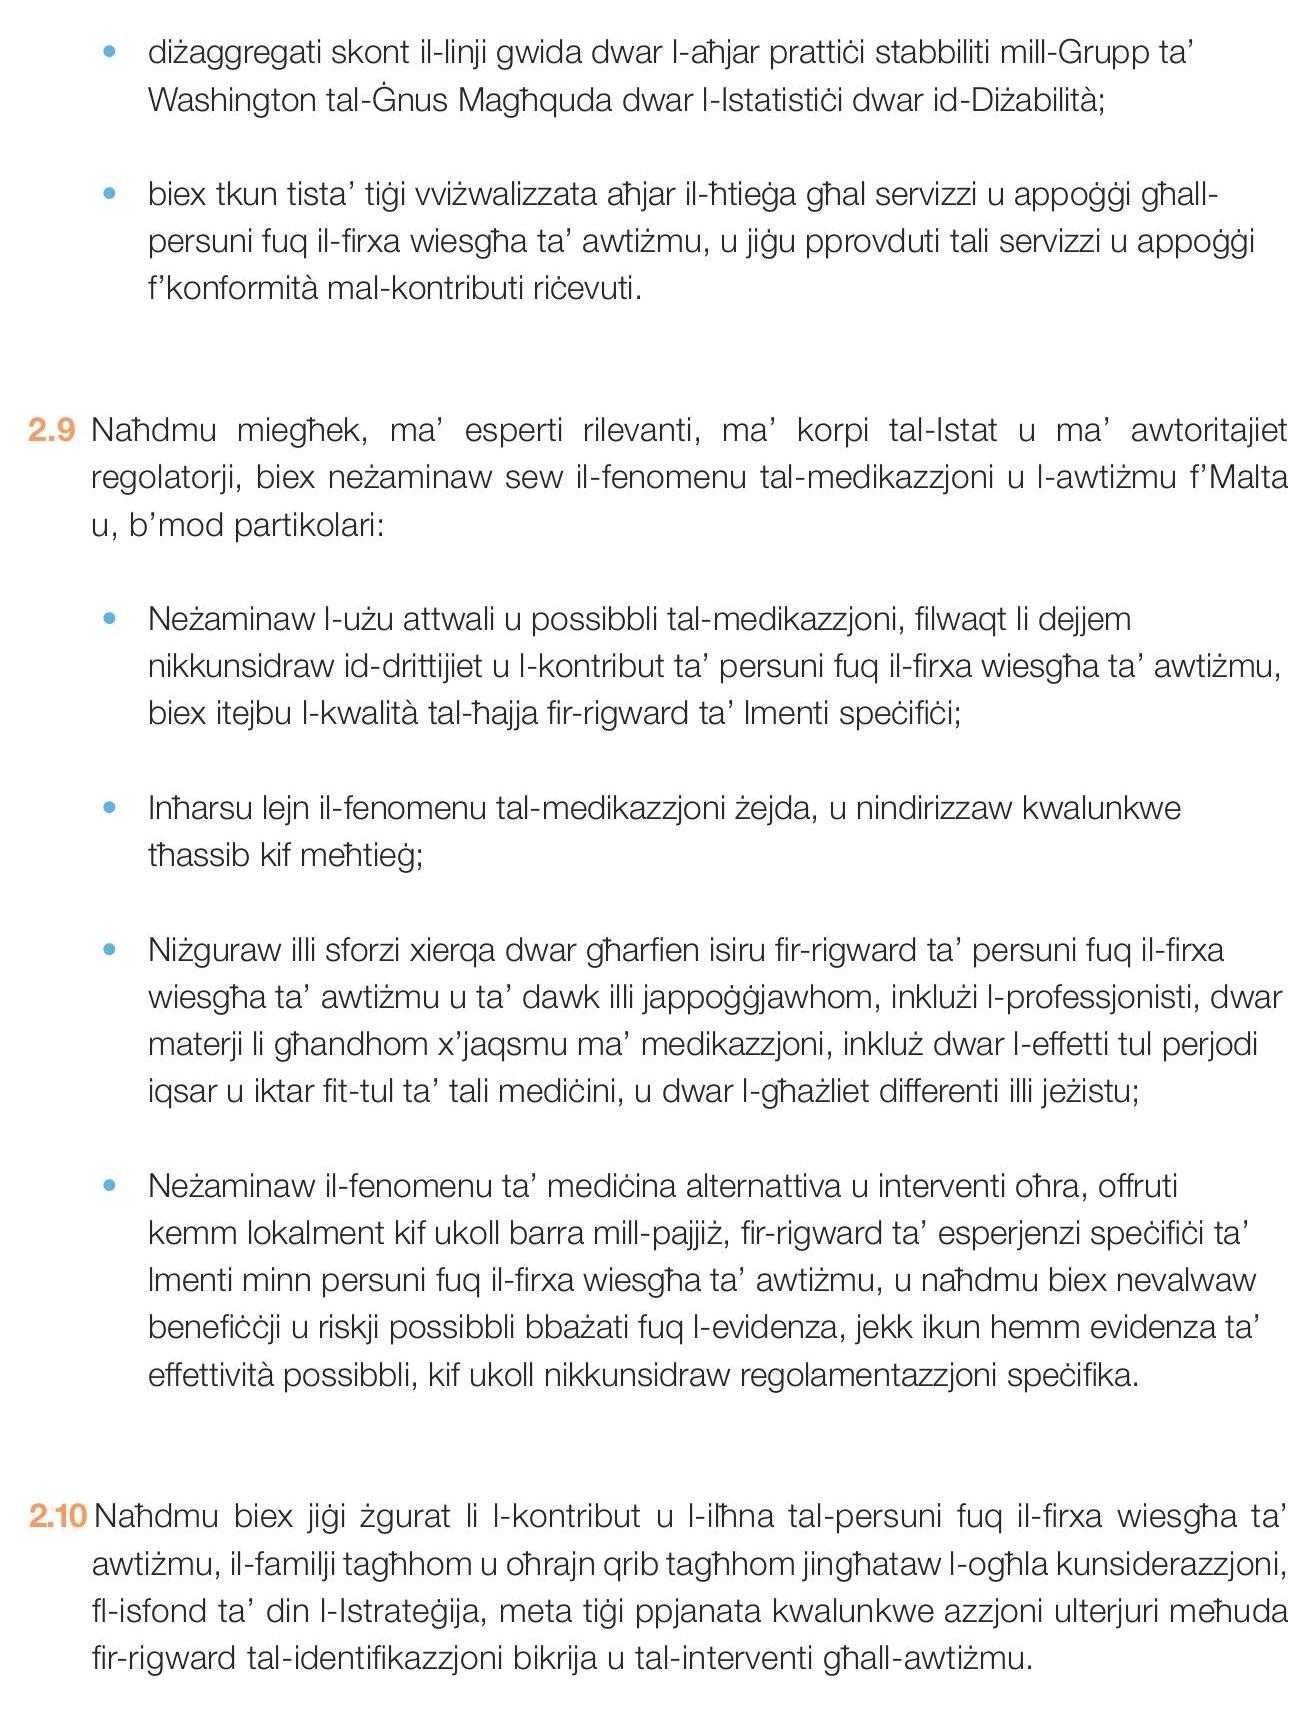 • diżaggregati skont il-linji gwida dwar l-aħjar prattiċi stabbiliti mill-Grupp ta’
Washington tal-Ġnus Magħquda dwar l-Istatistiċi dwar id-Diżabilità;
• biex tkun tista’ tiġi vviżwalizzata aħjar il-ħtieġa għal servizzi u appoġġi għall-
persuni fuq il-firxa wiesgħa ta’ awtiżmu, u jiġu pprovduti tali servizzi u appoġġi
f’konformità mal-kontributi riċevuti.
2.9 Naħdmu miegħek, ma’ esperti rilevanti, ma’ korpi tal-Istat u ma’ awtoritajiet
regolatorji, biex neżaminaw sew il-fenomenu tal-medikazzjoni u l-awtiżmu f’Malta
u, b’mod partikolari:
• Neżaminaw l-użu attwali u possibbli tal-medikazzjoni, filwaqt li dejjem
nikkunsidraw id-drittijiet u l-kontribut ta’ persuni fuq il-firxa wiesgħa ta’ awtiżmu,
biex itejbu l-kwalità tal-ħajja fir-rigward ta’ lmenti speċifiċi;
• Inħarsu lejn il-fenomenu tal-medikazzjoni żejda, u nindirizzaw kwalunkwe
tħassib kif meħtieġ;
• Niżguraw illi sforzi xierqa dwar għarfien isiru fir-rigward ta’ persuni fuq il-firxa
wiesgħa ta’ awtiżmu u ta’ dawk illi jappoġġjawhom, inklużi l-professjonisti, dwar
materji li għandhom x’jaqsmu ma’ medikazzjoni, inkluż dwar l-effetti tul perjodi
iqsar u iktar fit-tul ta’ tali mediċini, u dwar l-għażliet differenti illi jeżistu;
• Neżaminaw il-fenomenu ta’ mediċina alternattiva u interventi oħra, offruti
kemm lokalment kif ukoll barra mill-pajjiż, fir-rigward ta’ esperjenzi speċifiċi ta’
lmenti minn persuni fuq il-firxa wiesgħa ta’ awtiżmu, u naħdmu biex nevalwaw
benefiċċji u riskji possibbli bbażati fuq l-evidenza, jekk ikun hemm evidenza ta’
effettività possibbli, kif ukoll nikkunsidraw regolamentazzjoni speċifika.
2.10 Naħdmu biex jiġi żgurat li l-kontribut u l-ilħna tal-persuni fuq il-firxa wiesgħa ta’
awtiżmu, il-familji tagħhom u oħrajn qrib tagħhom jingħataw l-ogħla kunsiderazzjoni,
fl-isfond ta’ din l-Istrateġija, meta tiġi ppjanata kwalunkwe azzjoni ulterjuri meħuda
fir-rigward tal-identifikazzjoni bikrija u tal-interventi għall-awtiżmu.